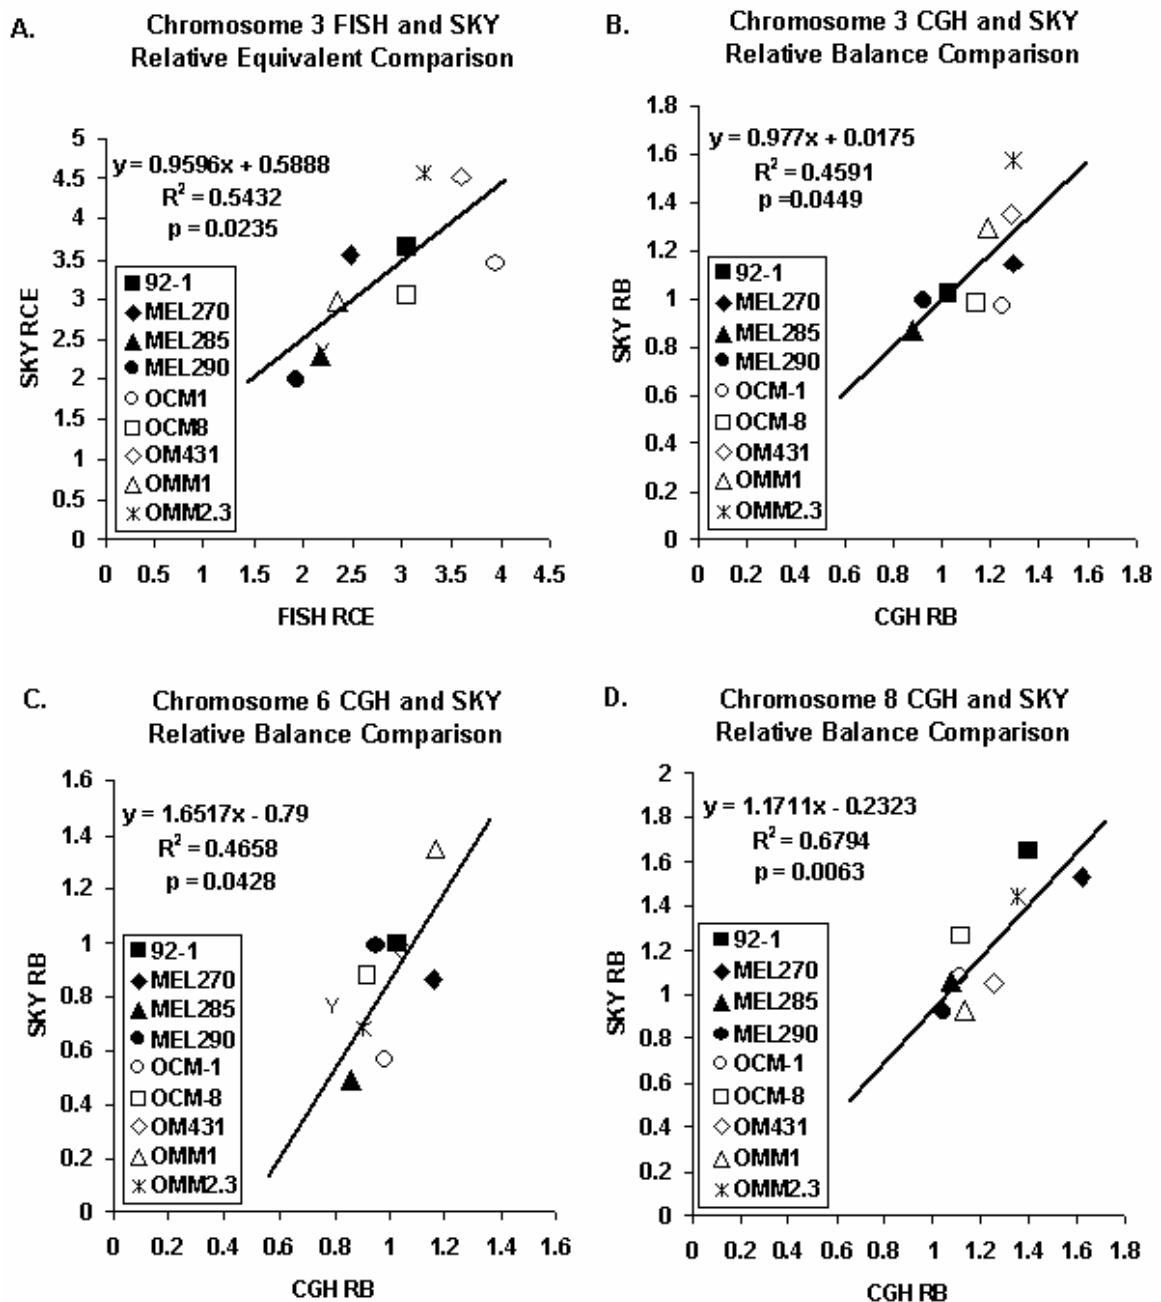 A.
Chromosome 3 FISH and SKY
Relative Equivalent Comparison
y = 0.9596x + 0.5888
R² = 0.5432
p = 0.0235
SKY RCE
5
4.5
4
3.5
3
2.5
2
1.5
1
0.5
0
92-1
MEL270
MEL285
MEL290
OCM1
OCM8
OM431
OMM1
OMM2.3
0 0.5 1 1.5 2 2.5 3 3.5 4 4.5
FISH RCE
B.
Chromosome 3 CGH and SKY
Relative Balance Comparison
y = 0.977x + 0.0175
R² = 0.4591
p =0.0449
SKY RB
1.8
1.6
1.4
1.2
1
0.8
0.6
0.4
0.2
0
92-1
MEL270
MEL285
MEL290
OCM-1
OCM-8
OM431
OMM1
OMM2.3
0 0.2 0.4 0.6 0.8 1 1.2 1.4 1.6 1.8
CGH RB
C.
Chromosome 6 CGH and SKY
Relative Balance Comparison
y = 1.6517x - 0.79
R² = 0.4658
p = 0.0428
SKY RB
1.6
1.4
1.2
1
0.8
0.6
0.4
0.2
0
92-1
MEL270
MEL285
MEL290
OCM-1
OCM-8
OM431
OMM1
OMM2.3
0 0.2 0.4 0.6 0.8 1 1.2 1.4 1.6
CGH RB
D.
Chromosome 8 CGH and SKY
Relative Balance Comparison
y = 1.1711x - 0.2323
R² = 0.6794
p = 0.0063
SKY RB
2
1.8
1.6
1.4
1.2
1
0.8
0.6
0.4
0.2
0
92-1
MEL270
MEL285
MEL290
OCM-1
OCM-8
OM431
OMM1
OMM2.3
0 0.2 0.4 0.6 0.8 1 1.2 1.4 1.6 1.8
CGH RB